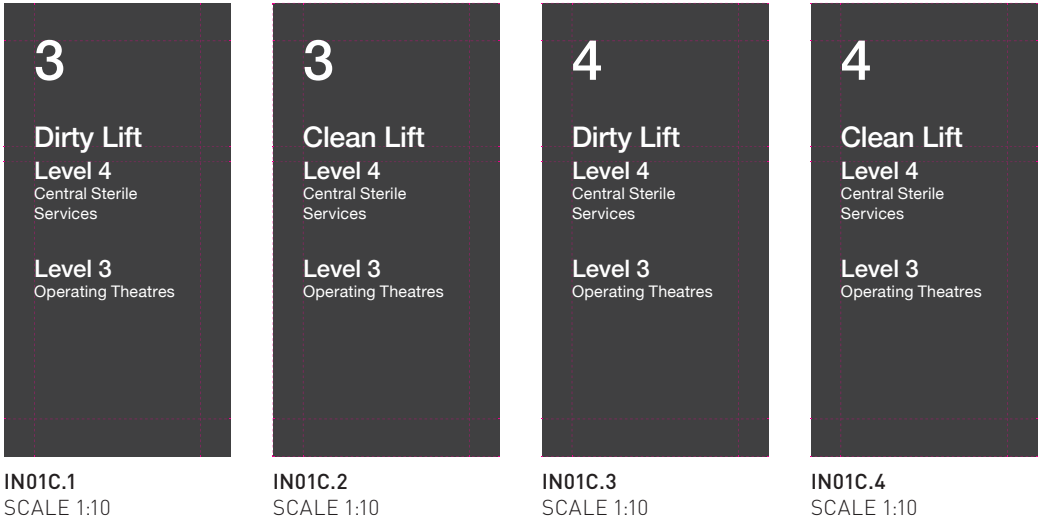 3
Dirty Lift
Level 4
Central Sterile
Services
Level 3
Operating Theatres
IN01C.1
SCALE 1:10
3
Clean Lift
Level 4
Central Sterile
Services
Level 3
Operating Theatres
IN01C.2
SCALE 1:10
4
Dirty Lift
Level 4
Central Sterile
Services
Level 3
Operating Theatres
IN01C.3
SCALE 1:10
4
Clean Lift
Level 4
Central Sterile
Services
Level 3
Operating Theatres
IN01C.4
SCALE 1:10